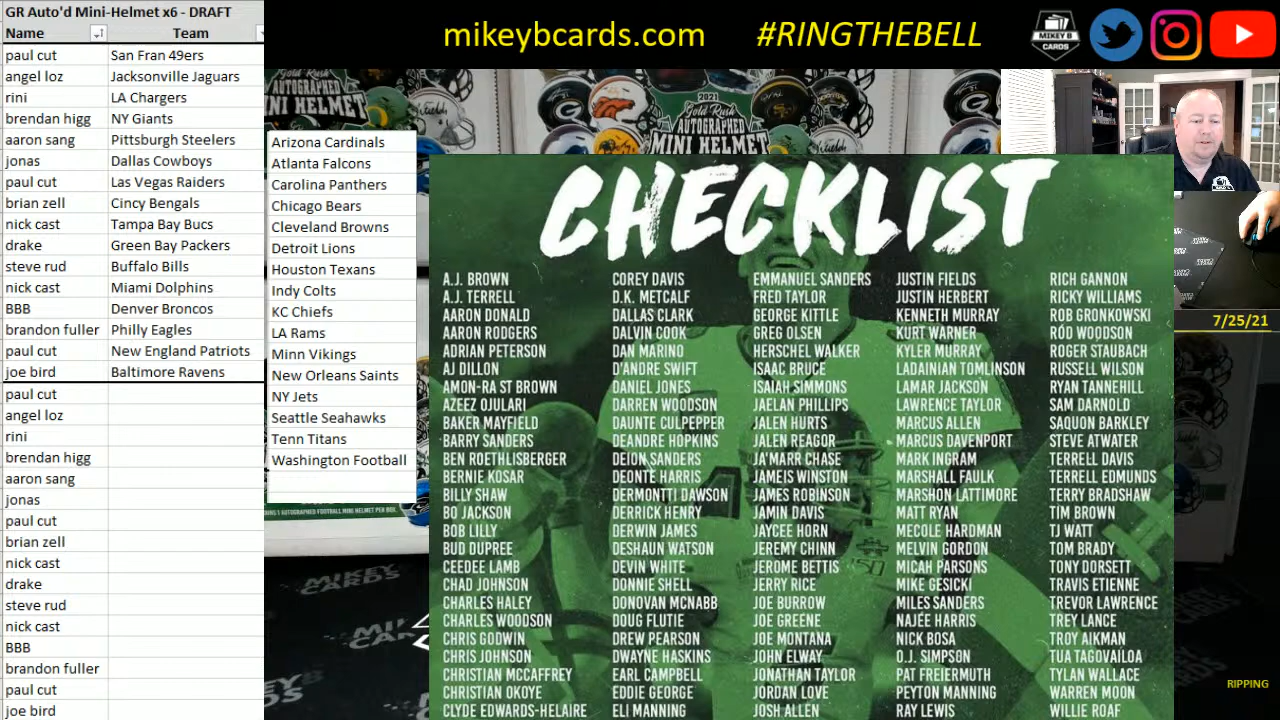 GR Auto'd Mini-Helmet x6 - DRAFT
Name Team
paul cut San Fran 49ers
angel loz Jacksonville Jaguars
rini LA Chargers
brendan higg NY Giants
aaron sang Pittsburgh Steelers
jonas Dallas Cowboys
paul cut Las Vegas Raiders
brian zell Cincy Bengals
nick cast Tampa Bay Bucs
drake Green Bay Packers
steve rud Buffalo Bills
nick cast Miami Dolphins
BBB Denver Broncos
brandon fuller Philly Eagles
paul cut New England Patriots
joe bird Baltimore Ravens
paul cut
angel loz
rini
brendan higg
aaron sang
jonas
paul cut
brian zell
nick cast
drake
steve rud
nick cast
BBB
brandon fuller
paul cut
joe bird
Arizona Cardinals
Atlanta Falcons
Carolina Panthers
Chicago Bears
Cleveland Browns
Detroit Lions
Houston Texans
Indy Colts
KC Chiefs
LA Rams
Minn Vikings
New Orleans Saints
NY Jets
Seattle Seahawks
Tenn Titans
Washington Football
mikeybcards.com #RINGTHEBELL
MIKEY B
CARDS
Gold Rush
AUTOGRAPHED
MINI HELMET
2021
Gold Rush
AUTOGRAPHED
MINI HELMET
CHECKLIST
A.J. BROWN
A.J. TERRELL
AARON DONALD
AARON RODGERS
ADRIAN PETERSON
AJ DILLON
AMON-RA ST BROWN
AZEEZ OJULARI
BAKER MAYFIELD
BARRY SANDERS
BEN ROETHLISBERGER
BERNIE KOSAR
BILLY SHAW
BO JACKSON
BOB LILLY
BUD DUPREE
CEEDEE LAMB
CHAD JOHNSON
CHARLES HALEY
CHARLES WOODSON
CHRIS GODWIN
CHRIS JOHNSON
CHRISTIAN MCCAFFREY
CHRISTIAN OKOYE
CLYDE EDWARDS-HELAIRE
COREY DAVIS
D.K. METCALF
DALLAS CLARK
DALVIN COOK
DAN MARINO
D'ANDRE SWIFT
DANIEL JONES
DARREN WOODSON
DAUNTE CULPEPPER
DEANDRE HOPKINS
DEION SANDERS
DEONTE HARRIS
DERMONTTI DAWSON
DERRICK HENRY
DERWIN JAMES
DESHAUN WATSON
DEVIN WHITE
DONNIE SHELL
DONOVAN MCNABB
DOUG FLUTIE
DREW PEARSON
DWAYNE HASKINS
EARL CAMPBELL
EDDIE GEORGE
ELI MANNING
EMMANUEL SANDERS
FRED TAYLOR
GEORGE KITTLE
GREG OLSEN
HERSCHEL WALKER
ISAAC BRUCE
ISAIAH SIMMONS
JAELAN PHILLIPS
JALEN HURTS
JALEN REAGOR
JA'MARR CHASE
JAMEIS WINSTON
JAMES ROBINSON
JAMIN DAVIS
JAYCEE HORN
JEREMY CHINN
JEROME BETTIS
JERRY RICE
JOE BURROW
JOE GREENE
JOE MONTANA
JOHN ELWAY
JONATHAN TAYLOR
JORDAN LOVE
JOSH ALLEN
JUSTIN FIELDS
JUSTIN HERBERT
KENNETH MURRAY
KURT WARNER
KYLER MURRAY
LADAINIAN TOMLINSON
LAMAR JACKSON
LAWRENCE TAYLOR
MARCUS ALLEN
MARCUS DAVENPORT
MARK INGRAM
MARSHALL FAULK
MARSHON LATTIMORE
MATT RYAN
MECOLE HARDMAN
MELVIN GORDON
MICAH PARSONS
MIKE GESICKI
MILES SANDERS
NAJEE HARRIS
NICK BOSA
O.J. SIMPSON
PAT FREIERMUTH
PEYTON MANNING
RAY LEWIS
RICH GANNON
RICKY WILLIAMS
ROB GRONKOWSKI
ROD WOODSON
ROGER STAUBACH
RUSSELL WILSON
RYAN TANNEHILL
SAM DARNOLD
SAQUON BARKLEY
STEVE ATWATER
TERRELL DAVIS
TERRELL EDMUNDS
TERRY BRADSHAW
TIM BROWN
TJ WATT
TOM BRADY
TONY DORSETT
TRAVIS ETIENNE
TREVOR LAWRENCE
TREY LANCE
TROY AIKMAN
TUA TAGOVAILOA
TYLAN WALLACE
WARREN MOON
WILLIE ROAF
7/25/21
RIPPING
MIKEY
CARDS